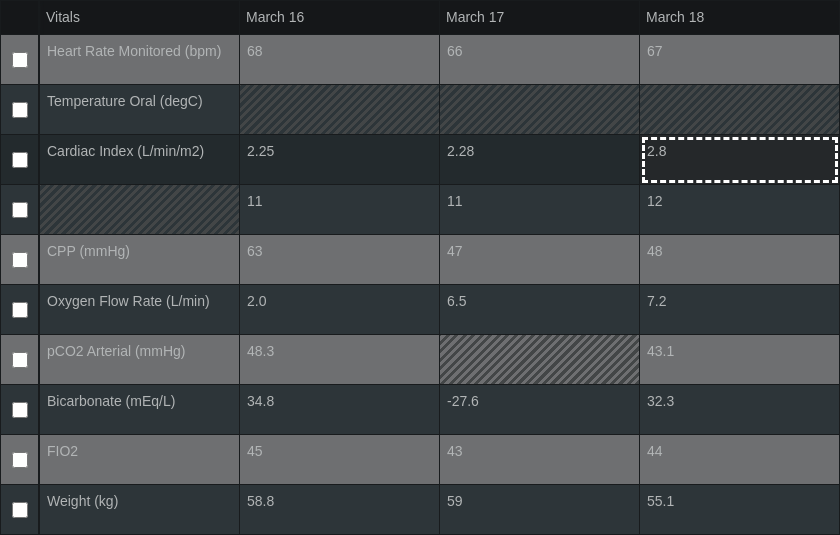 Vitals March 16 March 17 March 18
Heart Rate Monitored (bpm) 68 66 67
Temperature Oral (degC)
Cardiac Index (L/min/m2) 2.25 2.28 2.8
11 11 12
CPP (mmHg) 63 47 48
Oxygen Flow Rate (L/min) 2.0 6.5 7.2
pCO2 Arterial (mmHg) 48.3 43.1
Bicarbonate (mEq/L) 34.8 -27.6 32.3
FIO2 45 43 44
Weight (kg) 58.8 59 55.1